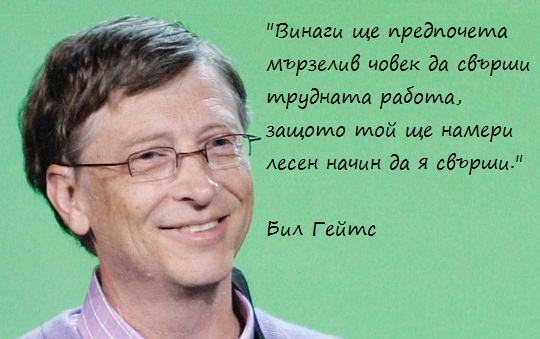 "Винаги ще предпочета
мързелив човек да свърши
трудната работа,
защото той ще намери
лесен начин да я свърши."
Бил Гейтс